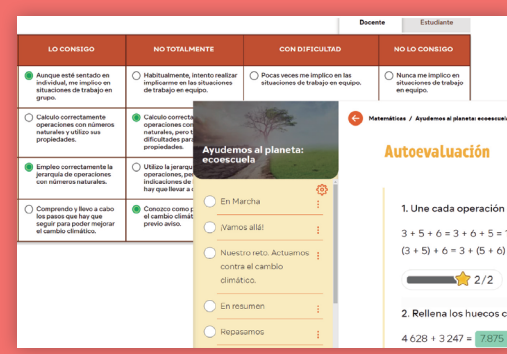 Docente Estudiante
LO CONSIGO NO TOTALMENTE CON DIFICULTAD NO LO CONSIGO
Aunque esté sentado en
individual, me implico en
situaciones de trabajo en
grupo.
Habitualmente, intento realizar
implicarme en las situaciones
de trabajo en equipo.
Pocas veces me implico en las
situaciones de trabajo en equipo.
Nunca me implico en
situaciones de trabajo
en equipo.
Calculo correctamente
operaciones con números
naturales y utilizo sus
propiedades.
Calculo correcta
operaciones con
naturales, pero t
dificultades para
propiedades.
Empleo correctamente la
jerarquía de operaciones
con números naturales.
Utilizo la jerarqu
operaciones, per
indicaciones de
hay que llevar a c
Comprendo y llevo a cabo
los pasos que hay que
seguir para poder mejorar
el cambio climático.
Conozco como p
el cambio climát
previo aviso.
Ayudemos al planeta:
ecoescuela
En Marcha
¡Vamos allá!
Nuestro reto. Actuamos
contra el cambio
climático.
En resumen
Repasamos
Matemáticas / Ayudemos al planeta: ecoescuela
Autoevaluación
1. Une cada operación
3 + 5 + 6 = 3 + 6 + 5 = 1
(3 + 5) + 6 = 3 + (5 + 6)
2/2
2. Rellena los huecos c
4 628 + 3 247 = 7.875